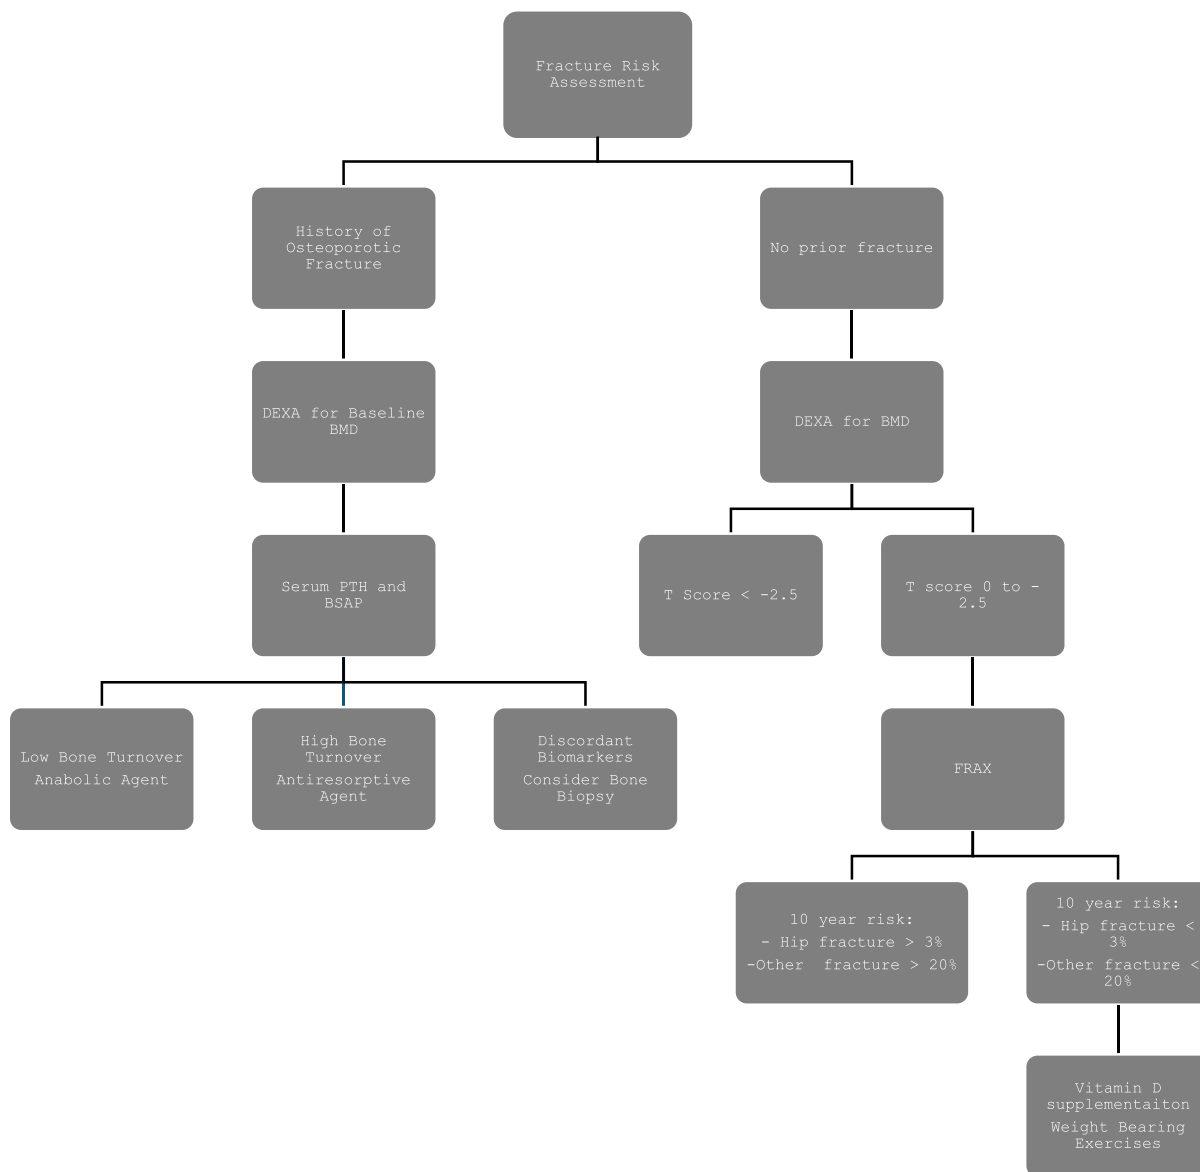 Fracture Risk
Assessment
History of
Osteoporotic
Fracture
No prior fracture
DEXA for Baseline
BMD
DEXA for BMD
Serum PTH and
BSAP
T Score < -2.5
T score 0 to -
2.5
Low Bone Turnover
Anabolic Agent
High Bone
Turnover
Antiresorptive
Agent
Discordant
Biomarkers
Consider Bone
Biopsy
FRAX
10 year risk:
- Hip fracture > 3%
-Other  fracture > 20%
10 year risk:
- Hip fracture <
3%
-Other fracture <
20%
Vitamin D
supplementaiton
Weight Bearing
Exercises